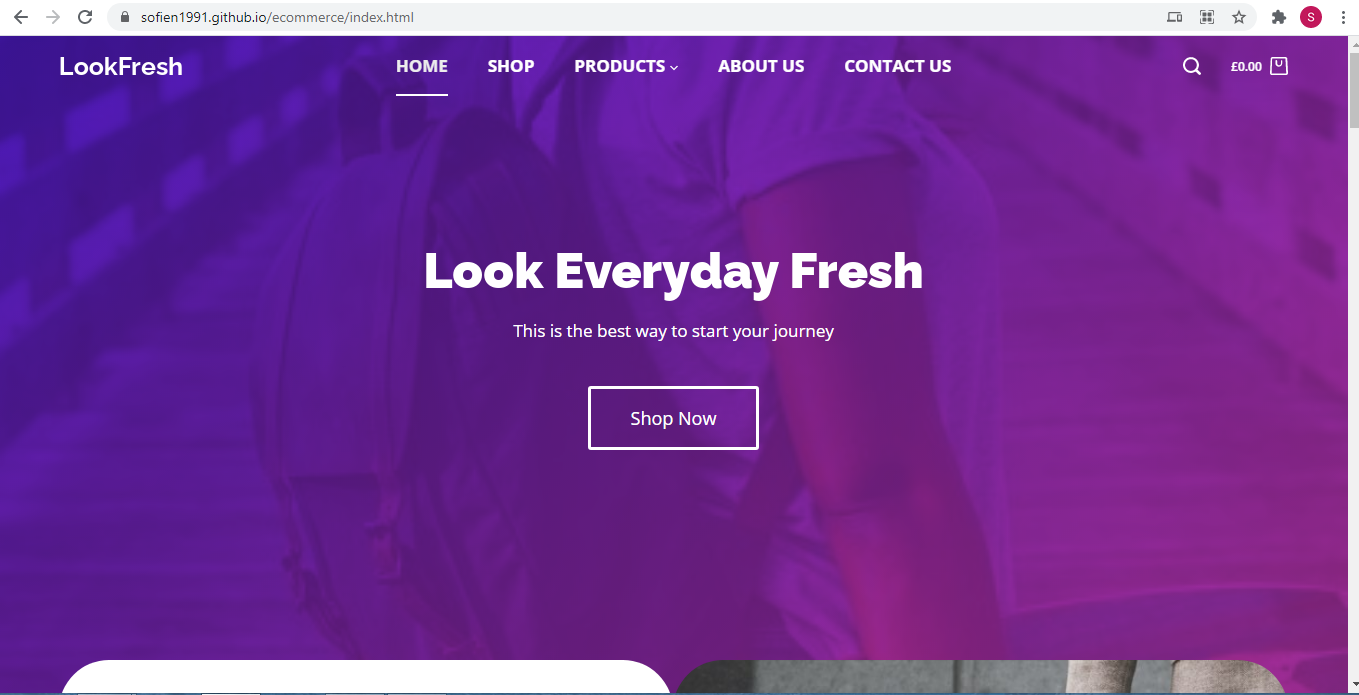 sofien1991.github.io/ecommerce/index.html
S
LookFresh
HOME SHOP PRODUCTS ABOUT US CONTACT US
£0.00
Look Everyday Fresh
This is the best way to start your journey
Shop Now